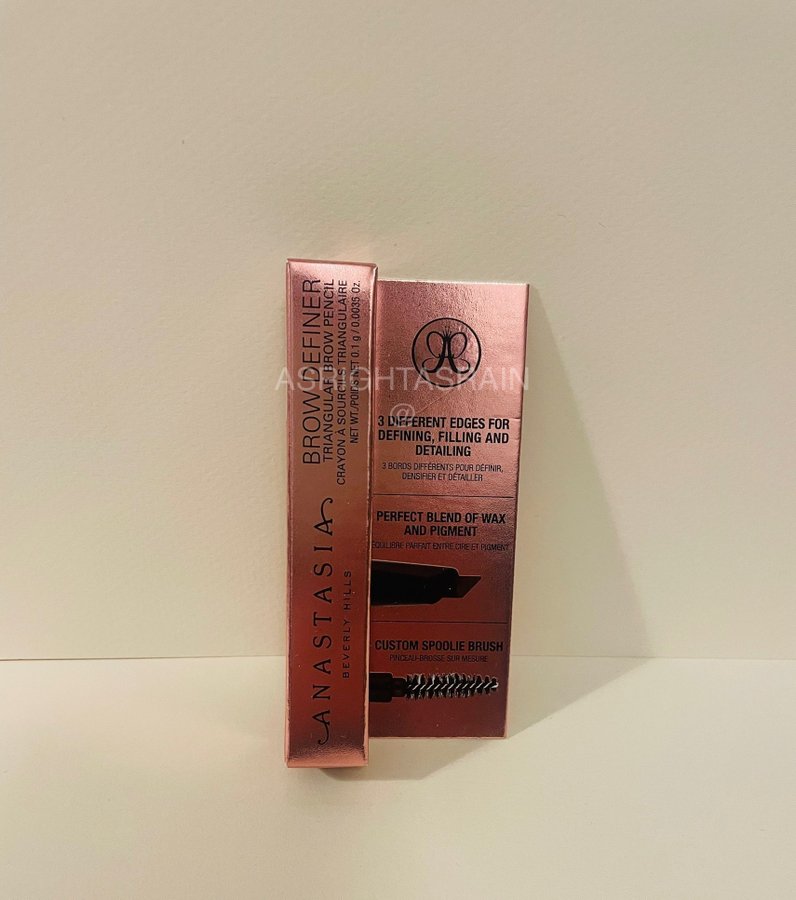 BROW DEFINER
TRIANGULAR BROW PENCIL
CRAYON À SOURCILS TRIANGULAIRE
NET WT./POIDS NET 0.1 g / 0.0035 Oz.
ANASTASIA
BEVERLY HILLS
ASRIGHTASRAIN
@
3 DIFFERENT EDGES FOR
DEFINING, FILLING AND
DETAILING
3 BORDS DIFFÉRENTS POUR DÉFINIR,
DENSIFIER ET DÉTAILLER
PERFECT BLEND OF WAX
AND PIGMENT
ÉQUILIBRE PARFAIT ENTRE CIRE ET PIGMENT
CUSTOM SPOOLIE BRUSH
PINCEAU-BROSSE SUR MESURE